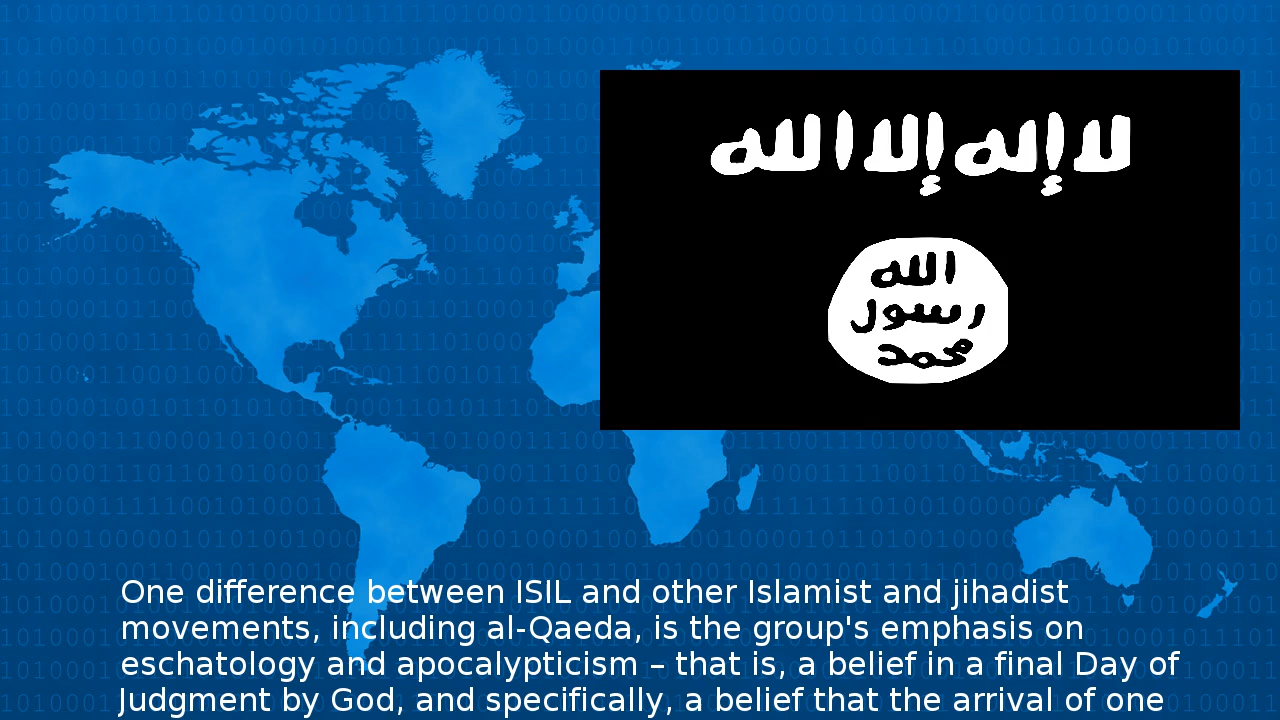 لا إله إلا الله
الله
رسول
محمد
One difference between ISIL and other Islamist and jihadist
movements, including al-Qaeda, is the group's emphasis on
eschatology and apocalypticism – that is, a belief in a final Day of
Judgment by God, and specifically, a belief that the arrival of one